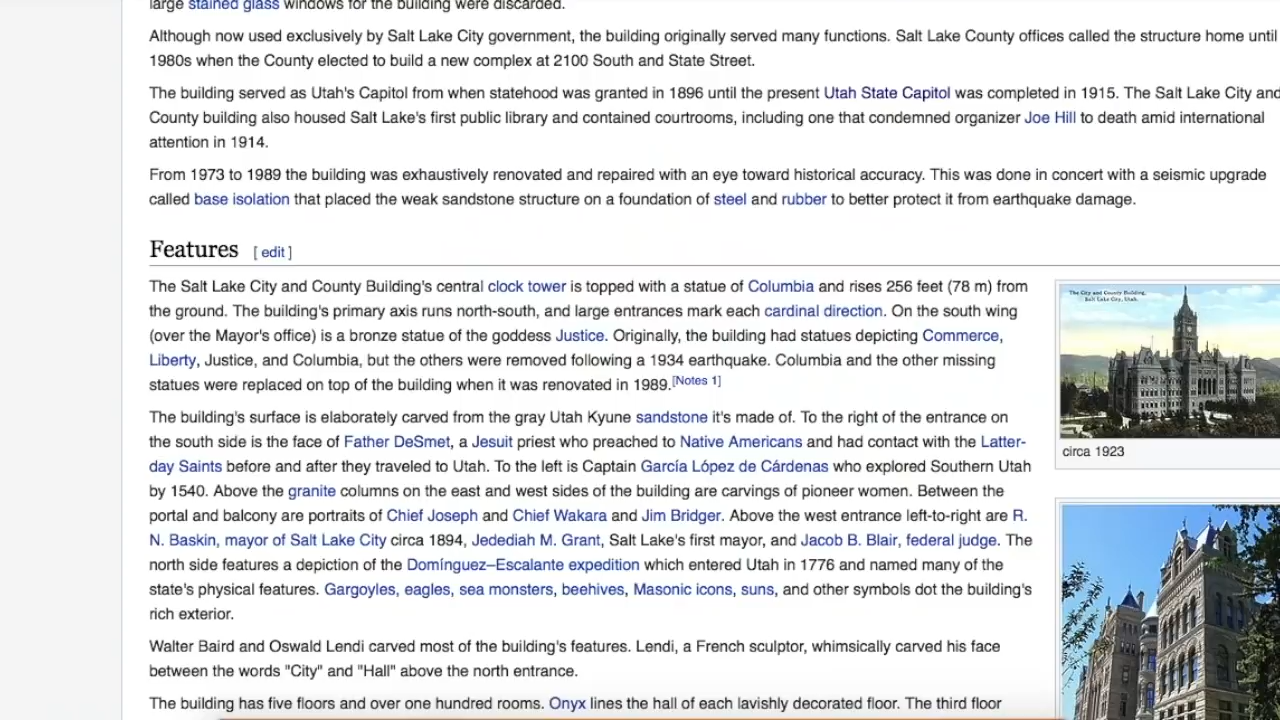 large stained glass windows for the building were discarded.
Although now used exclusively by Salt Lake City government, the building originally served many functions. Salt Lake County offices called the structure home until
1980s when the County elected to build a new complex at 2100 South and State Street.
The building served as Utah's Capitol from when statehood was granted in 1896 until the present Utah State Capitol was completed in 1915. The Salt Lake City and
County building also housed Salt Lake's first public library and contained courtrooms, including one that condemned organizer Joe Hill to death amid international
attention in 1914.
From 1973 to 1989 the building was exhaustively renovated and repaired with an eye toward historical accuracy. This was done in concert with a seismic upgrade
called base isolation that placed the weak sandstone structure on a foundation of steel and rubber to better protect it from earthquake damage.
Features [ edit ]
The Salt Lake City and County Building's central clock tower is topped with a statue of Columbia and rises 256 feet (78 m) from
the ground. The building's primary axis runs north-south, and large entrances mark each cardinal direction. On the south wing
(over the Mayor's office) is a bronze statue of the goddess Justice. Originally, the building had statues depicting Commerce,
Liberty, Justice, and Columbia, but the others were removed following a 1934 earthquake. Columbia and the other missing
statues were replaced on top of the building when it was renovated in 1989.[Notes 1]
The City and County Building,
Salt Lake City, Utah.
circa 1923
The building's surface is elaborately carved from the gray Utah Kyune sandstone it's made of. To the right of the entrance on
the south side is the face of Father DeSmet, a Jesuit priest who preached to Native Americans and had contact with the Latter-
day Saints before and after they traveled to Utah. To the left is Captain García López de Cárdenas who explored Southern Utah
by 1540. Above the granite columns on the east and west sides of the building are carvings of pioneer women. Between the
portal and balcony are portraits of Chief Joseph and Chief Wakara and Jim Bridger. Above the west entrance left-to-right are R.
N. Baskin, mayor of Salt Lake City circa 1894, Jedediah M. Grant, Salt Lake's first mayor, and Jacob B. Blair, federal judge. The
north side features a depiction of the Domínguez–Escalante expedition which entered Utah in 1776 and named many of the
state's physical features. Gargoyles, eagles, sea monsters, beehives, Masonic icons, suns, and other symbols dot the building's
rich exterior.
Walter Baird and Oswald Lendi carved most of the building's features. Lendi, a French sculptor, whimsically carved his face
between the words "City" and "Hall" above the north entrance.
The building has five floors and over one hundred rooms. Onyx lines the hall of each lavishly decorated floor. The third floor